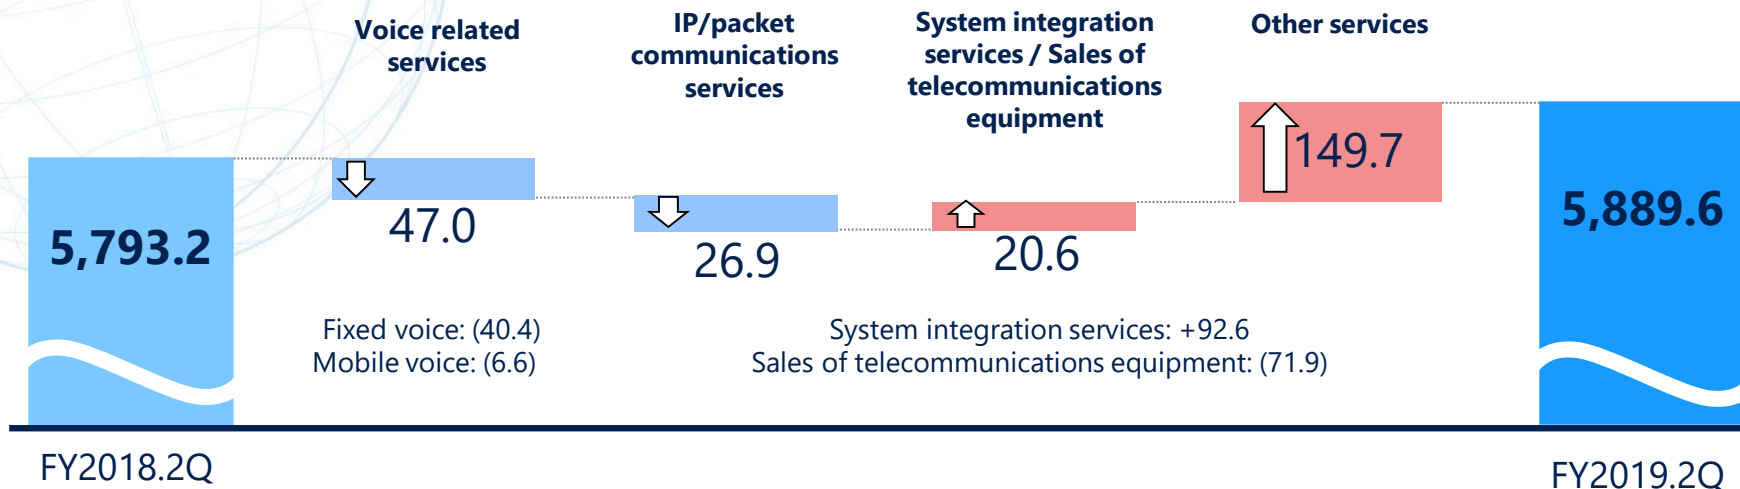 Voice related
services
IP/packet
communications
services
System integration
services / Sales of
telecommunications
equipment
Other services
5,793.2
47.0
26.9
20.6
149.7
5,889.6
Fixed voice: (40.4)
Mobile voice: (6.6)
System integration services: +92.6
Sales of telecommunications equipment: (71.9)
FY2018.2Q
FY2019.2Q